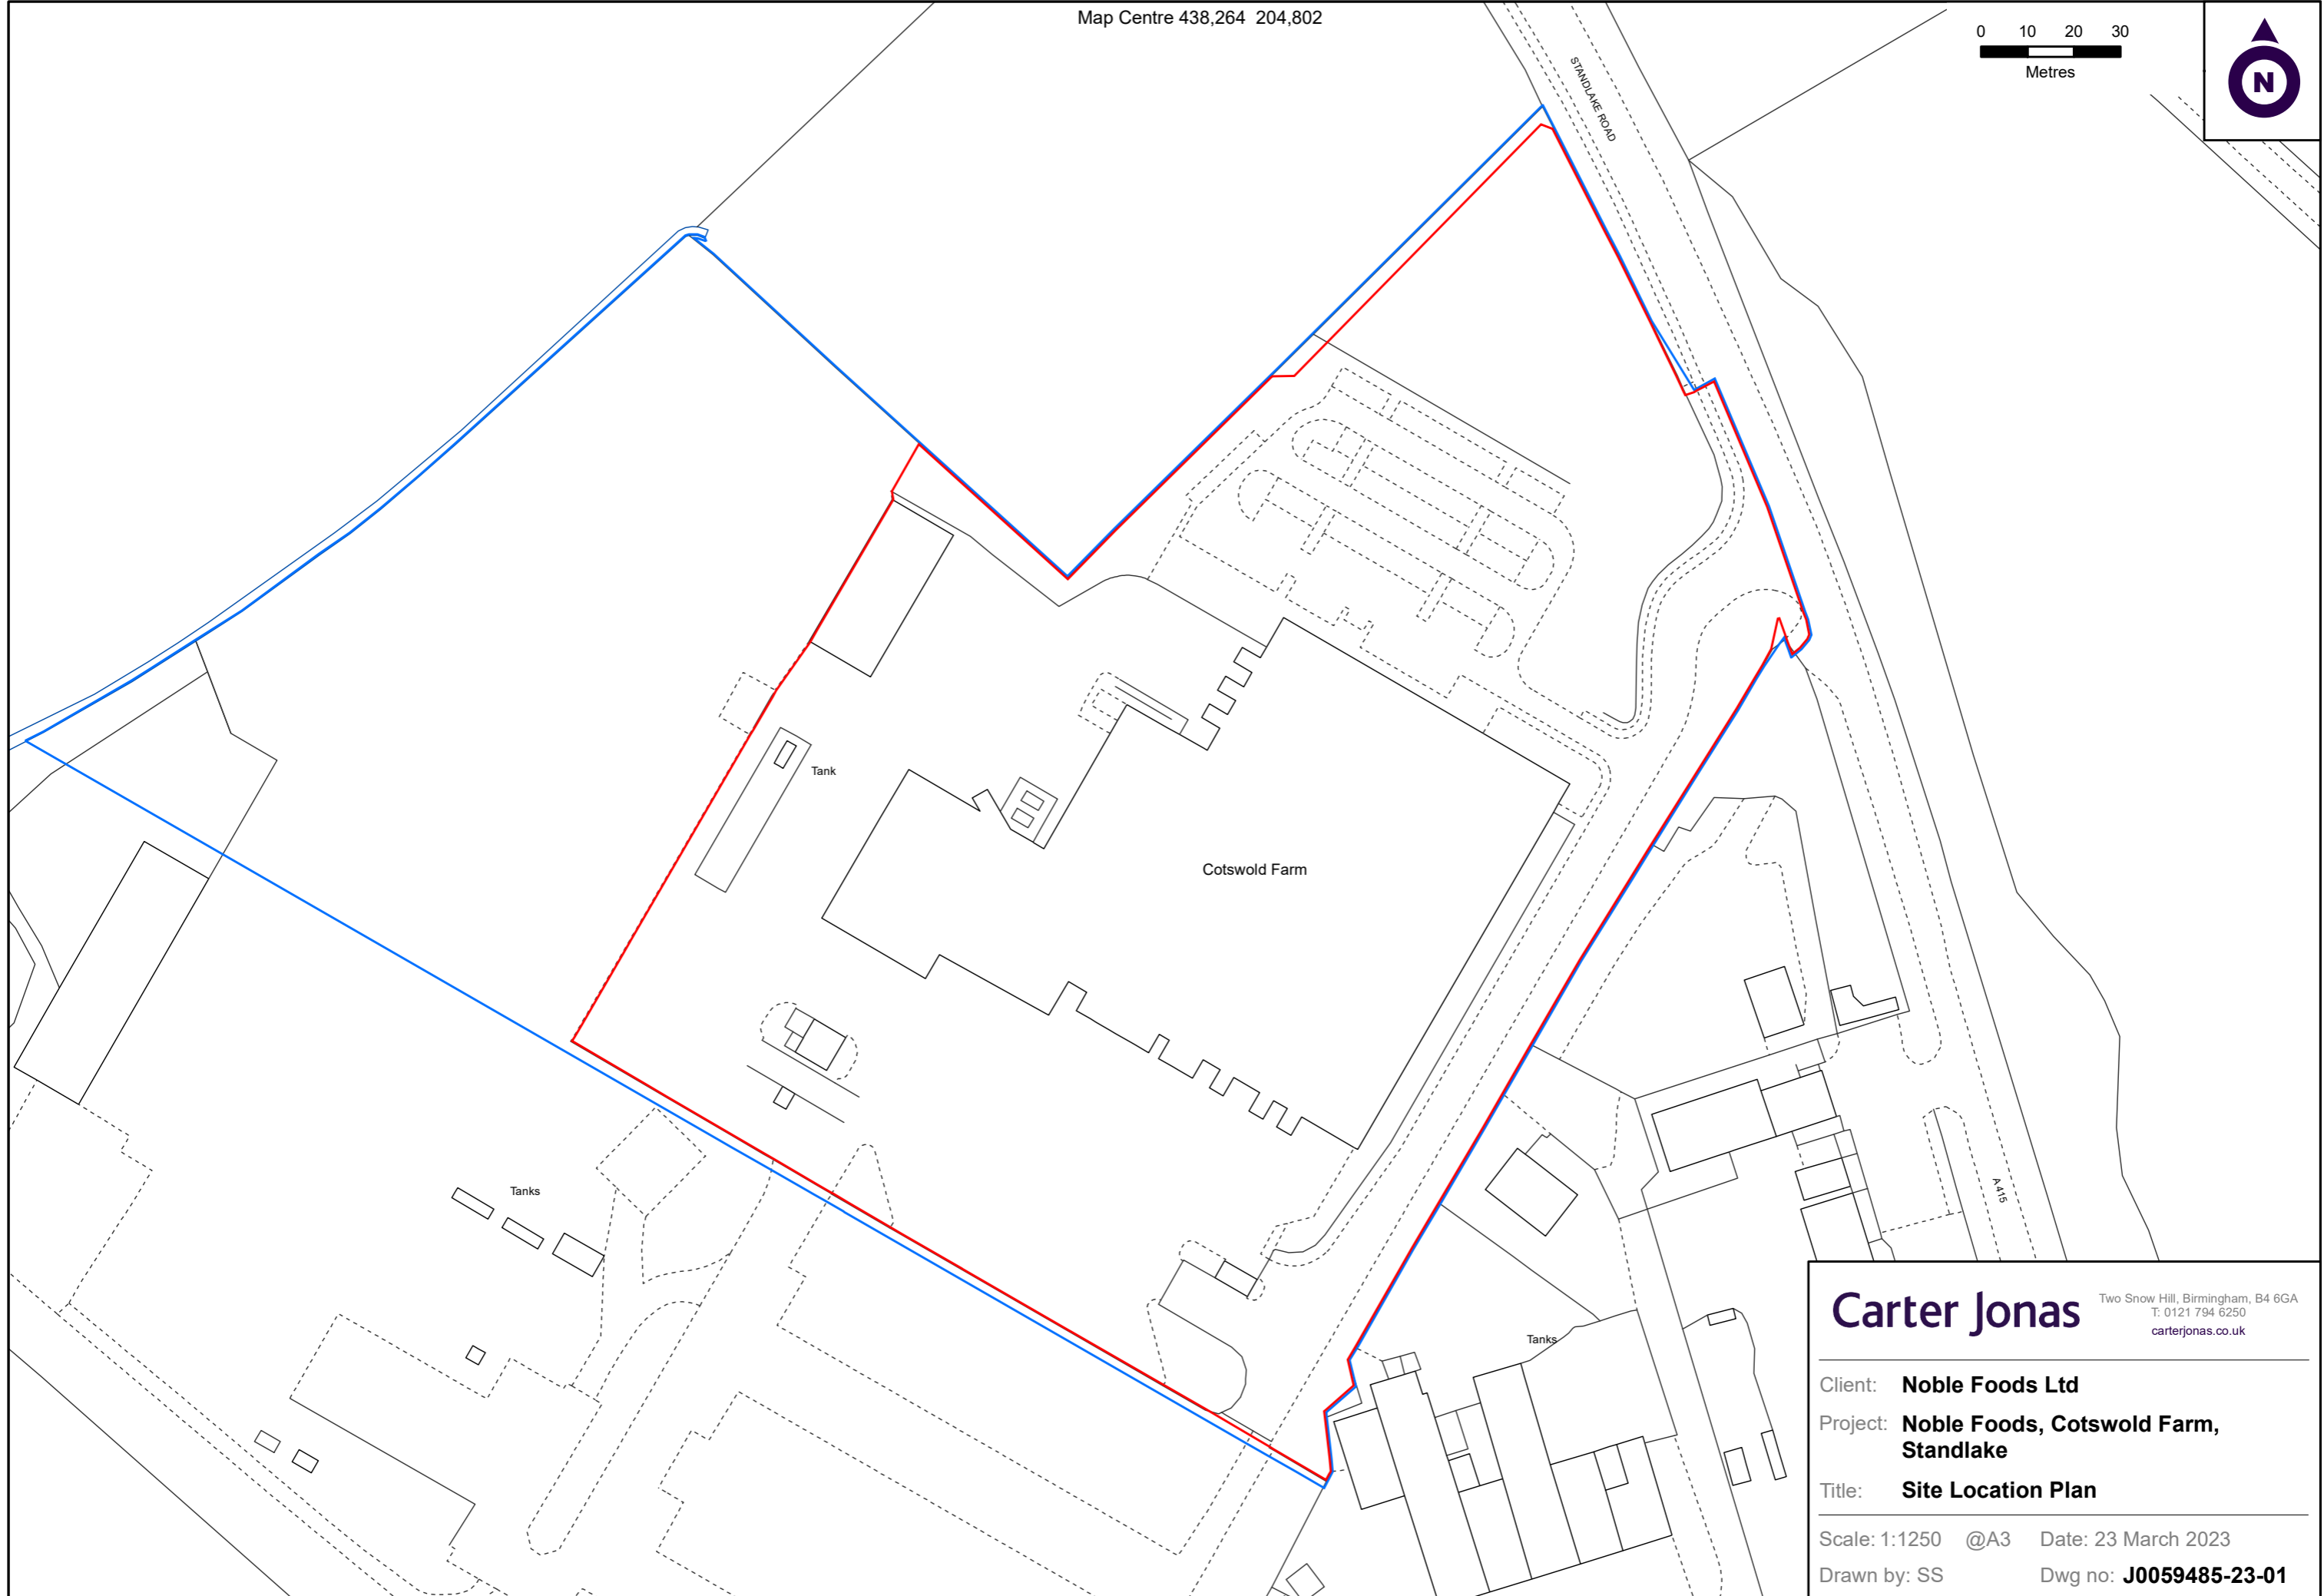 Map Centre 438,264 204,802
0 10 20 30
Metres
N
STANDLAKE ROAD
Tank
Cotswold Farm
Tanks
A 415
Tanks
Carter Jonas
Two Snow Hill, Birmingham, B4 6GA
T: 0121 794 6250
carterjonas.co.uk
Client: Noble Foods Ltd
Project: Noble Foods, Cotswold Farm,
Standlake
Title: Site Location Plan
Scale: 1:1250 @A3 Date: 23 March 2023
Drawn by: SS Dwg no: J0059485-23-01